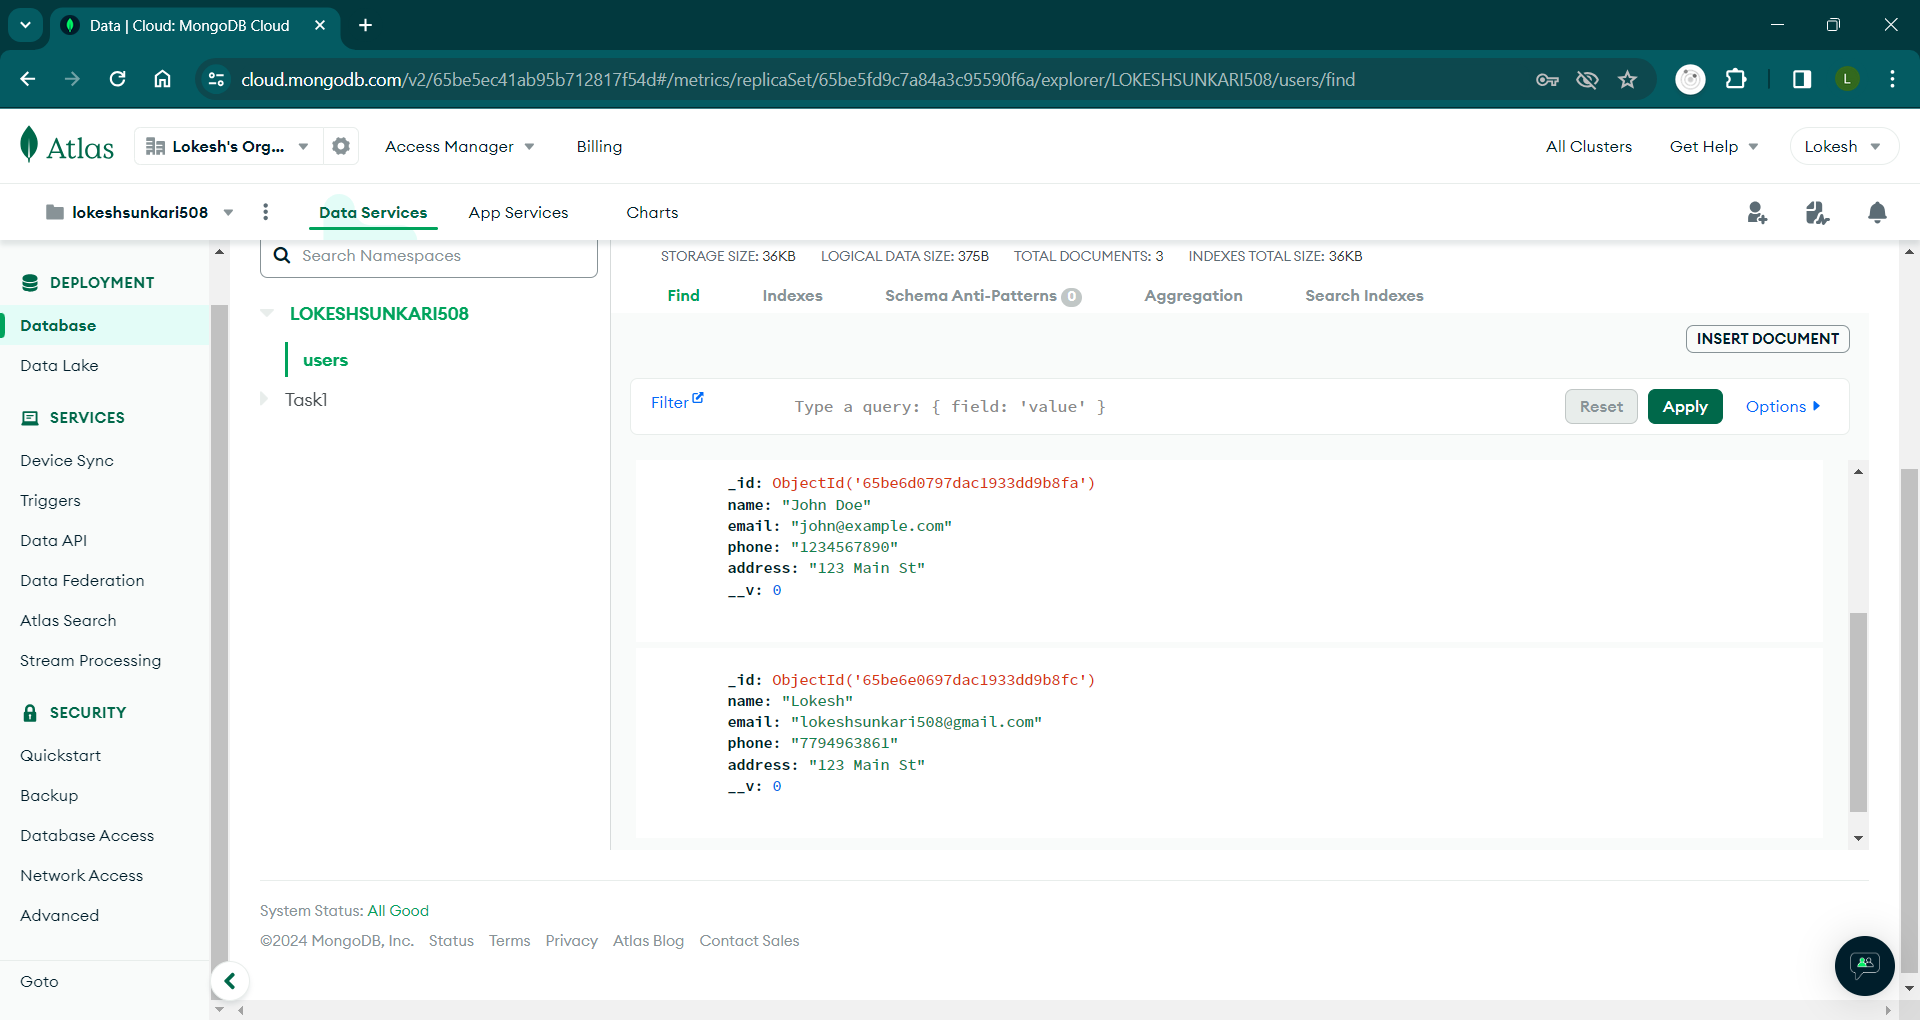 Data | Cloud: MongoDB Cloud
cloud.mongodb.com/v2/65be5ec41ab95b712817f54d#/metrics/replicaSet/65be5fd9c7a84a3c95590f6a/explorer/LOKESHSUNKARI508/users/find
L
Atlas
Lokesh's Org...
Access Manager
Billing
All Clusters
Get Help
Lokesh
lokeshsunkari508
Data Services
App Services
Charts
DEPLOYMENT
Database
Data Lake
SERVICES
Device Sync
Triggers
Data API
Data Federation
Atlas Search
Stream Processing
SECURITY
Quickstart
Backup
Database Access
Network Access
Advanced
Goto
Search Namespaces
LOKESHSUNKARI508
users
Task1
STORAGE SIZE: 36KB LOGICAL DATA SIZE: 375B TOTAL DOCUMENTS: 3 INDEXES TOTAL SIZE: 36KB
Find Indexes Schema Anti-Patterns 0 Aggregation Search Indexes
INSERT DOCUMENT
Filter Type a query: { field: 'value' } Reset Apply Options
_id: ObjectId('65be6d0797dac1933dd9b8fa')
name: "John Doe"
email: "john@example.com"
phone: "1234567890"
address: "123 Main St"
__v: 0
_id: ObjectId('65be6e0697dac1933dd9b8fc')
name: "Lokesh"
email: "lokeshsunkari508@gmail.com"
phone: "7794963861"
address: "123 Main St"
__v: 0
System Status: All Good
©2024 MongoDB, Inc. Status Terms Privacy Atlas Blog Contact Sales